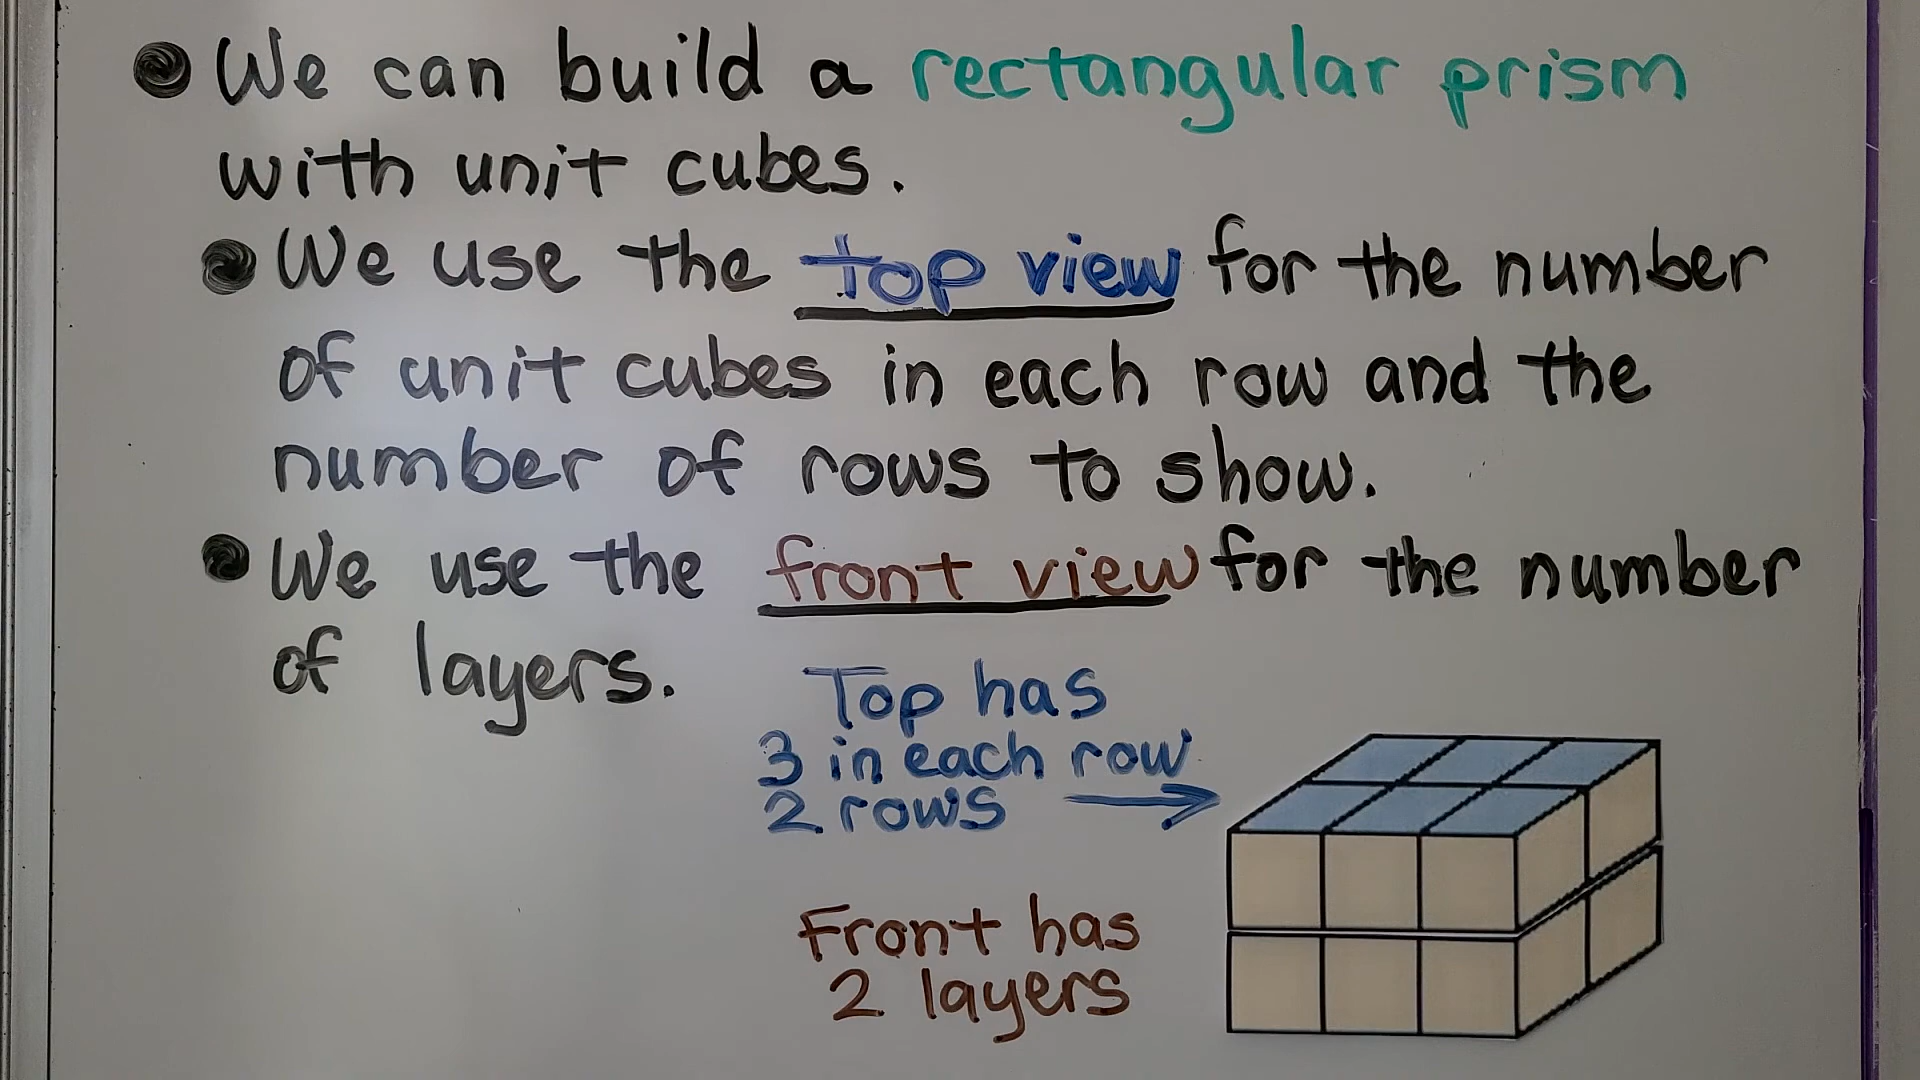 We can build a rectangular prism
with unit cubes.
We use the top view for the number
of unit cubes in each row and the
number of rows to show.
We use the front view for the number
of layers.
Top has
3 in each row
2 rows
Front has
2 layers